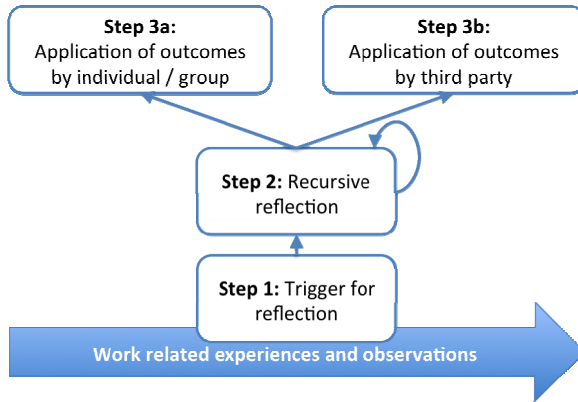 Step 3a:
Application of outcomes
by individual / group
Step 3b:
Application of outcomes
by third party
Step 2: Recursive
reflection
Step 1: Trigger for
reflection
Work related experiences and observations